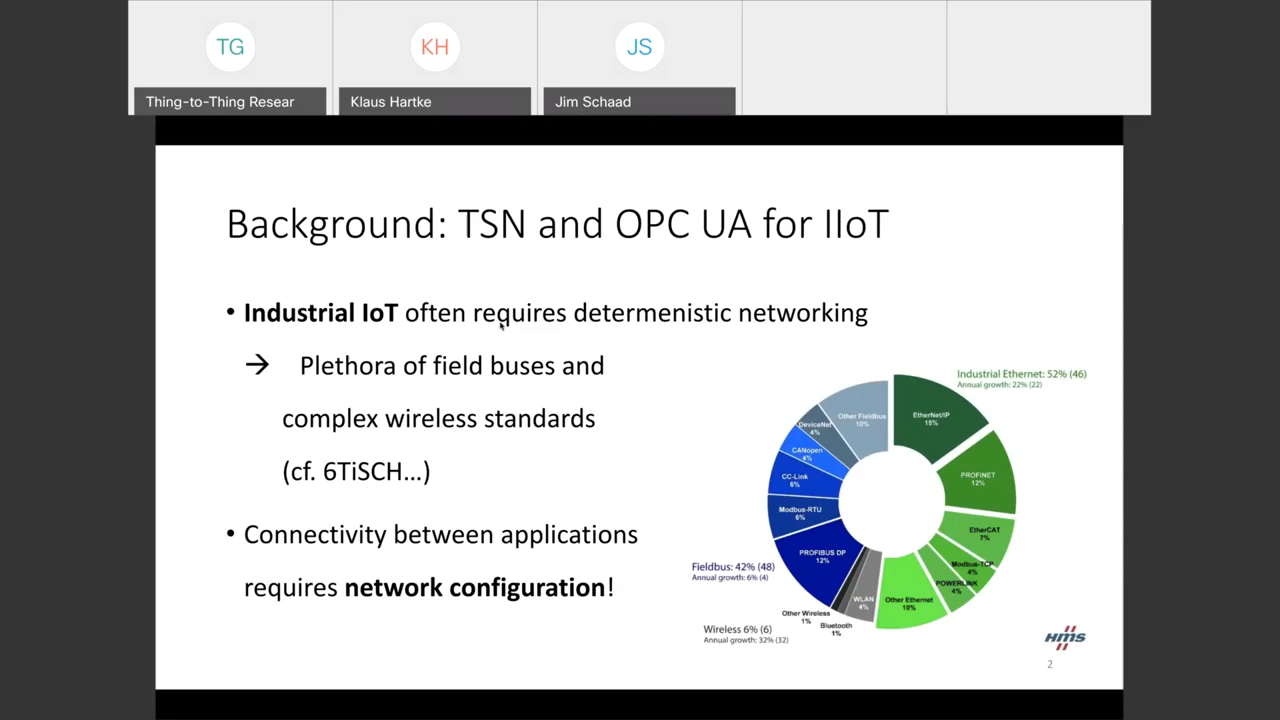 TG
KH
JS
Thing-to-Thing Resear
Klaus Hartke
Jim Schaad
Background: TSN and OPC UA for IIoT
• Industrial IoT often requires determenistic networking
→ Plethora of field buses and
complex wireless standards
(cf. 6TiSCH...)
• Connectivity between applications
requires network configuration!
Industrial Ethernet: 52% (46)
Annual growth: 22% (22)
EtherNet/IP
15%
PROFINET
12%
EtherCAT
7%
Modbus-TCP
4%
POWERLINK
4%
Other Ethernet
10%
WLAN
4%
Bluetooth
1%
Other Wireless
1%
Wireless 6% (6)
Annual growth: 32% (32)
Fieldbus: 42% (48)
Annual growth: 6% (4)
PROFIBUS DP
12%
Modbus-RTU
6%
CC-Link
6%
CANopen
4%
DeviceNet
4%
Other Fieldbus
10%
HMS
2